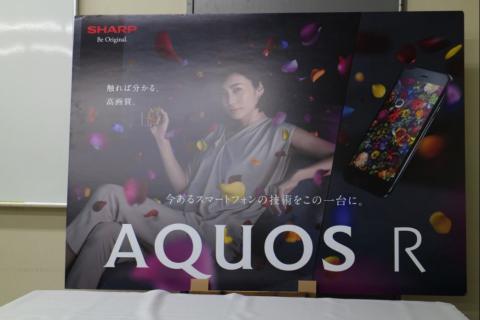 SHARP
Be Original.
触れば分かる、
高画質。
今あるスマートフォンの技術をこの一台に。
AQUOS R